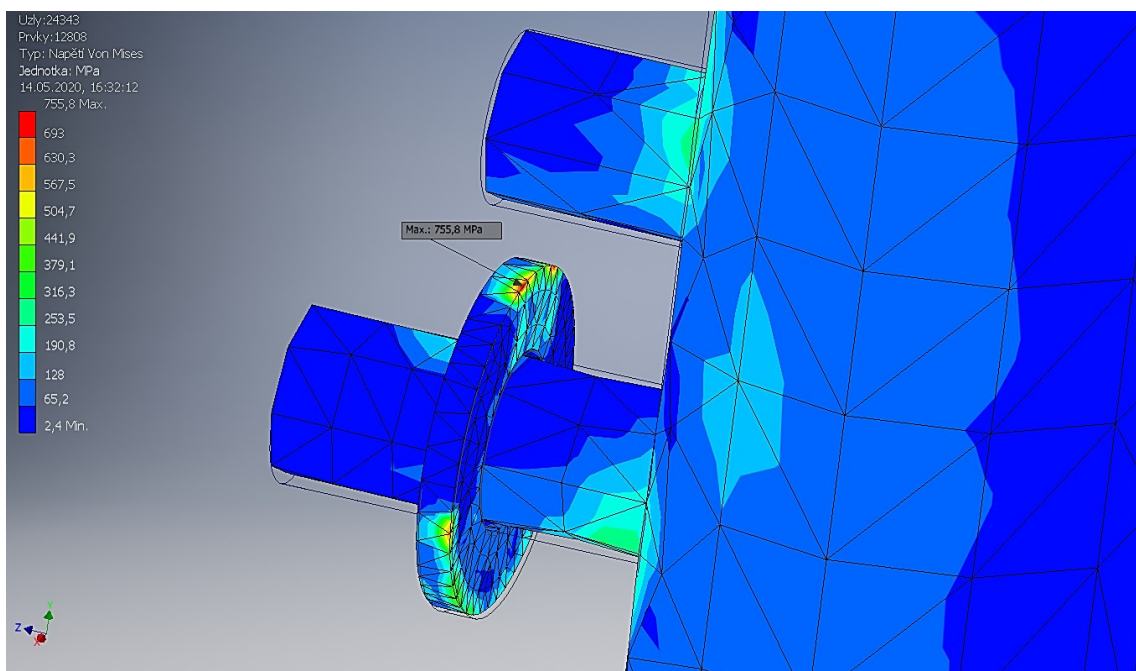 Uzly:24343
Prvky:12808
Typ: Napětí Von Mises
Jednotka: MPa
14.05.2020, 16:32:12
755,8 Max.
693
630,3
567,5
504,7
441,9
379,1
316,3
253,5
190,8
128
65,2
2,4 Min.
Max.: 755,8 MPa
Y
Z
X